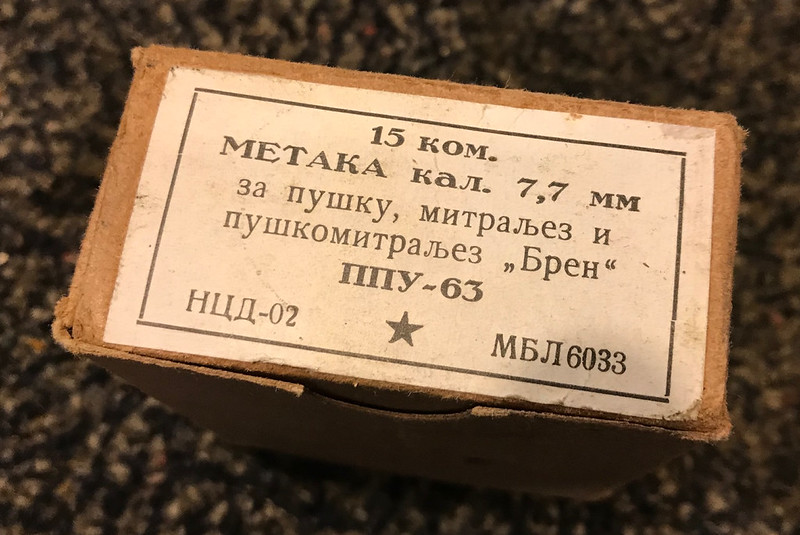 15 ком.
МЕТАКА кал. 7,7 мм
за пушку, митраљез и
пушкомитраљез „Брен“
ППУ-63
НЦД-02 ★ МБЛ6033